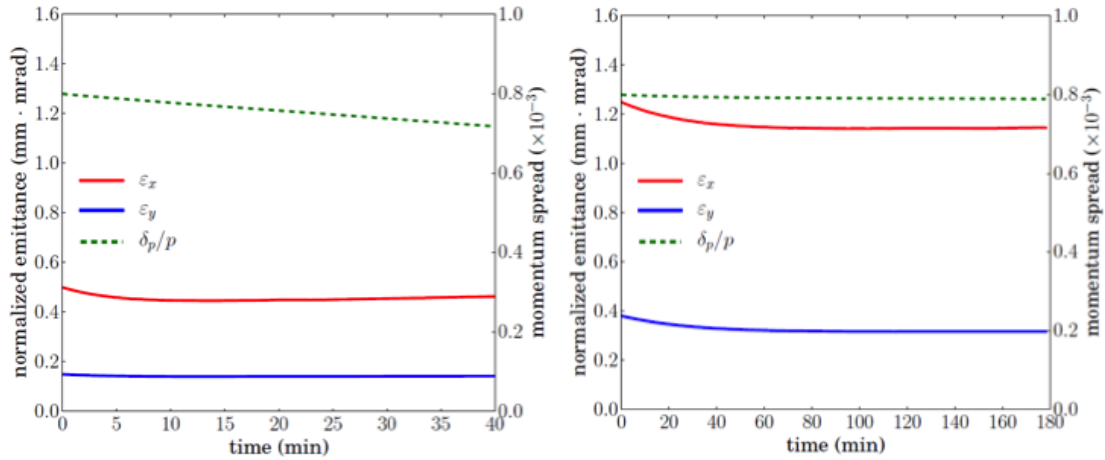 normalized emittance (mm · mrad)
1.6
1.4
1.2
1.0
0.8
0.6
0.4
0.2
0.0
εx
εy
δp/p
0 5 10 15 20 25 30 35 40
time (min)
1.0
0.8
0.6
0.4
0.2
0.0
momentum spread (×10⁻³)
normalized emittance (mm · mrad)
1.6
1.4
1.2
1.0
0.8
0.6
0.4
0.2
0.0
εx
εy
δp/p
0 20 40 60 80 100 120 140 160 180
time (min)
1.0
0.8
0.6
0.4
0.2
0.0
momentum spread (×10⁻³)